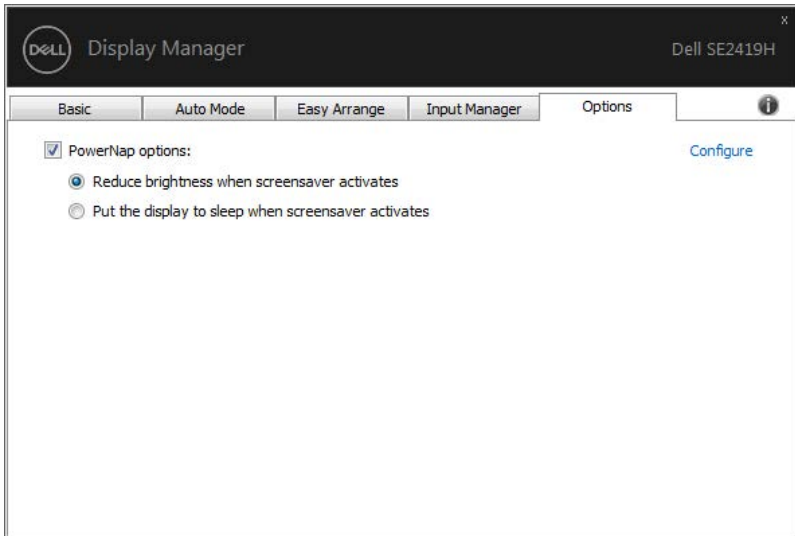 x
DELL Display Manager Dell SE2419H
Basic Auto Mode Easy Arrange Input Manager Options i
PowerNap options: Configure
Reduce brightness when screensaver activates
Put the display to sleep when screensaver activates